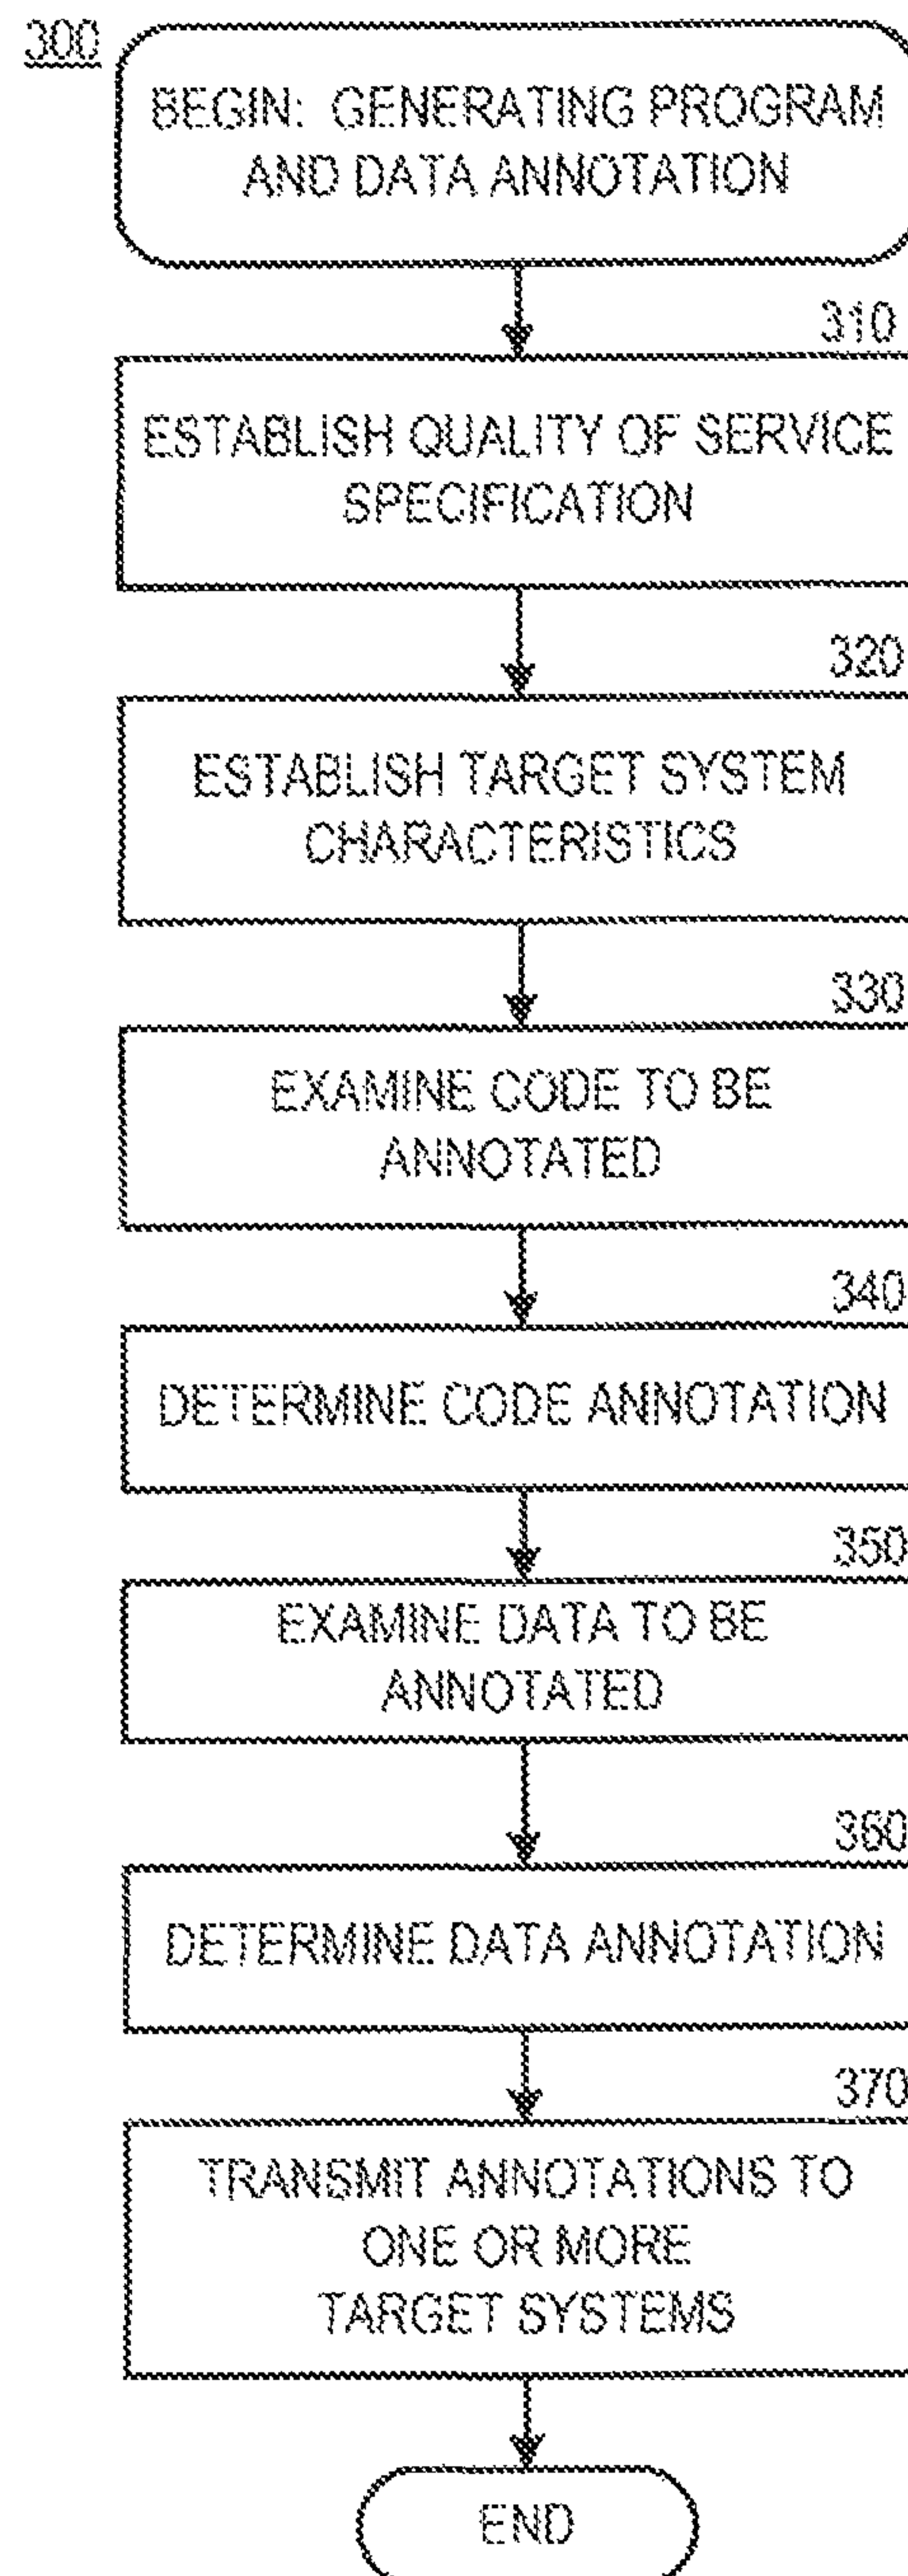 300
BEGIN: GENERATING PROGRAM
AND DATA ANNOTATION
310
ESTABLISH QUALITY OF SERVICE
SPECIFICATION
320
ESTABLISH TARGET SYSTEM
CHARACTERISTICS
330
EXAMINE CODE TO BE
ANNOTATED
340
DETERMINE CODE ANNOTATION
350
EXAMINE DATA TO BE
ANNOTATED
360
DETERMINE DATA ANNOTATION
370
TRANSMIT ANNOTATIONS TO
ONE OR MORE
TARGET SYSTEMS
END